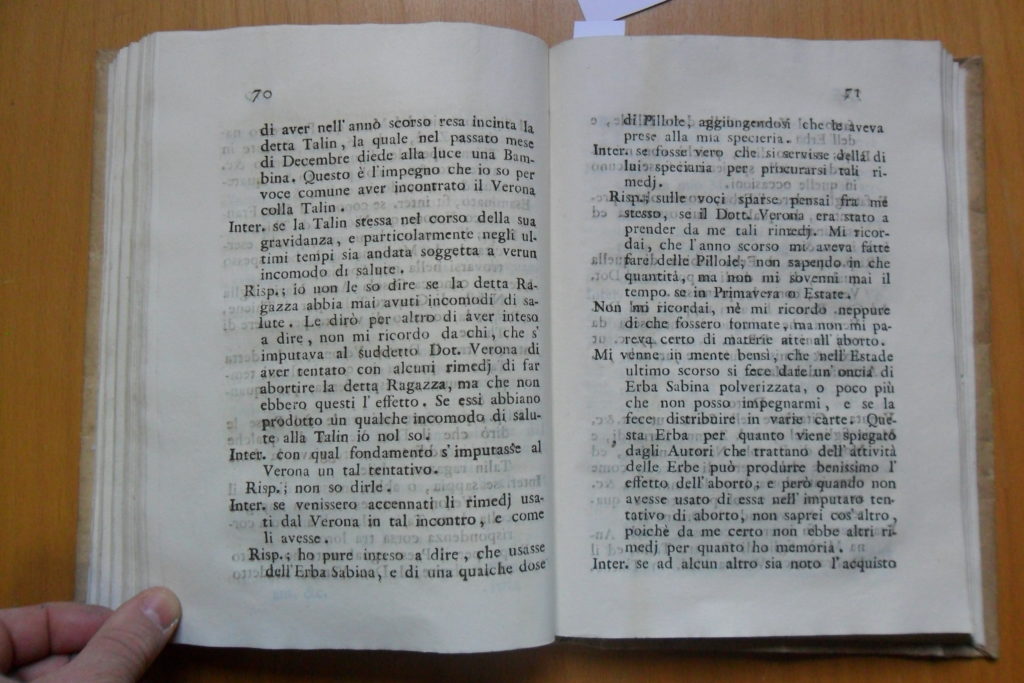 70
di aver nell' annò scorso resa incinta la
detta Talin, la quale nel passato mese
di Decembre diede alla luce una Bam-
bina. Questo è l'impegno che io so per
voce comune aver incontrato il Verona
colla Talin.
Inter. se la Talin stessa nel corso della sua
gravidanza, e particolarmente negli ul-
timi tempi sia andata soggetta a verun
incomodo di salute.
Risp.; io non le so dire se la detta Ra-
gazza abbia mai avuti incomodi di sa-
lute. Le dirò per altro di aver inteso
a dire, non mi ricordo da chi, che s'
imputava al suddetto Dot. Verona di
aver tentato con alcuni rimedj di far
abortire la detta Ragazza, ma che non
ebbero questi l'effetto. Se essi abbiano
prodotto un qualche incomodo di salu-
te alla Talin io nol so.
Inter. con qual fondamento s'imputasse al
Verona un tal tentativo.
Risp.; non so dirle.
Inter. se venissero accennati li rimedj usa-
ti dal Verona in tal incontro, e come
li avesse.
Risp.; ho pure inteso a dire, che usasse
dell'Erba Sabina, e di una qualche dose
71
di Pillole, aggiungendosi che le aveva
prese alla mia specieria.
Inter. se fosse vero che si servisse della di
lui speciaria per procurarsi tali ri-
medj.
Risp.; sulle voci sparse pensai fra me
stesso, se il Dott. Verona era stato a
prender da me tali rimedj. Mi ricor-
dai, che l'anno scorso mi aveva fatte
fare delle Pillole, non sapendo in che
quantità, ma non mi sovenni mai il
tempo se in Primavera o Estate.
Non mi ricordai, nè mi ricordo neppure
di che fossero formate, ma non mi pa-
reva certo di materie atte all'aborto.
Mi venne in mente bensi, che nell'Estade
ultimo scorso si fece dare un'oncia di
Erba Sabina polverizzata, o poco più
che non posso impegnarmi, e se la
fece distribuire in varie carte. Que-
sta Erba per quanto viene spiegato
dagli Autori che trattano dell'attività
delle Erbe può produrre benissimo l'
effetto dell'aborto; e però quando non
avesse usato di essa nell'imputato ten-
tativo di aborto, non saprei cos'altro,
poichè da me certo non ebbe altri ri-
medj per quanto ho memoria.
Inter. se ad alcun altro sia noto l'acquisto